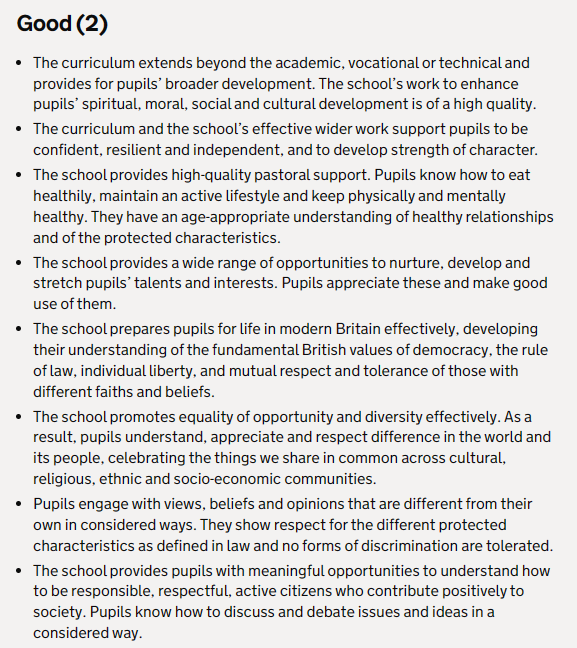 Good (2)
• The curriculum extends beyond the academic, vocational or technical and
provides for pupils’ broader development. The school’s work to enhance
pupils’ spiritual, moral, social and cultural development is of a high quality.
• The curriculum and the school’s effective wider work support pupils to be
confident, resilient and independent, and to develop strength of character.
• The school provides high-quality pastoral support. Pupils know how to eat
healthily, maintain an active lifestyle and keep physically and mentally
healthy. They have an age-appropriate understanding of healthy relationships
and of the protected characteristics.
• The school provides a wide range of opportunities to nurture, develop and
stretch pupils’ talents and interests. Pupils appreciate these and make good
use of them.
• The school prepares pupils for life in modern Britain effectively, developing
their understanding of the fundamental British values of democracy, the rule
of law, individual liberty, and mutual respect and tolerance of those with
different faiths and beliefs.
• The school promotes equality of opportunity and diversity effectively. As a
result, pupils understand, appreciate and respect difference in the world and
its people, celebrating the things we share in common across cultural,
religious, ethnic and socio-economic communities.
• Pupils engage with views, beliefs and opinions that are different from their
own in considered ways. They show respect for the different protected
characteristics as defined in law and no forms of discrimination are tolerated.
• The school provides pupils with meaningful opportunities to understand how
to be responsible, respectful, active citizens who contribute positively to
society. Pupils know how to discuss and debate issues and ideas in a
considered way.